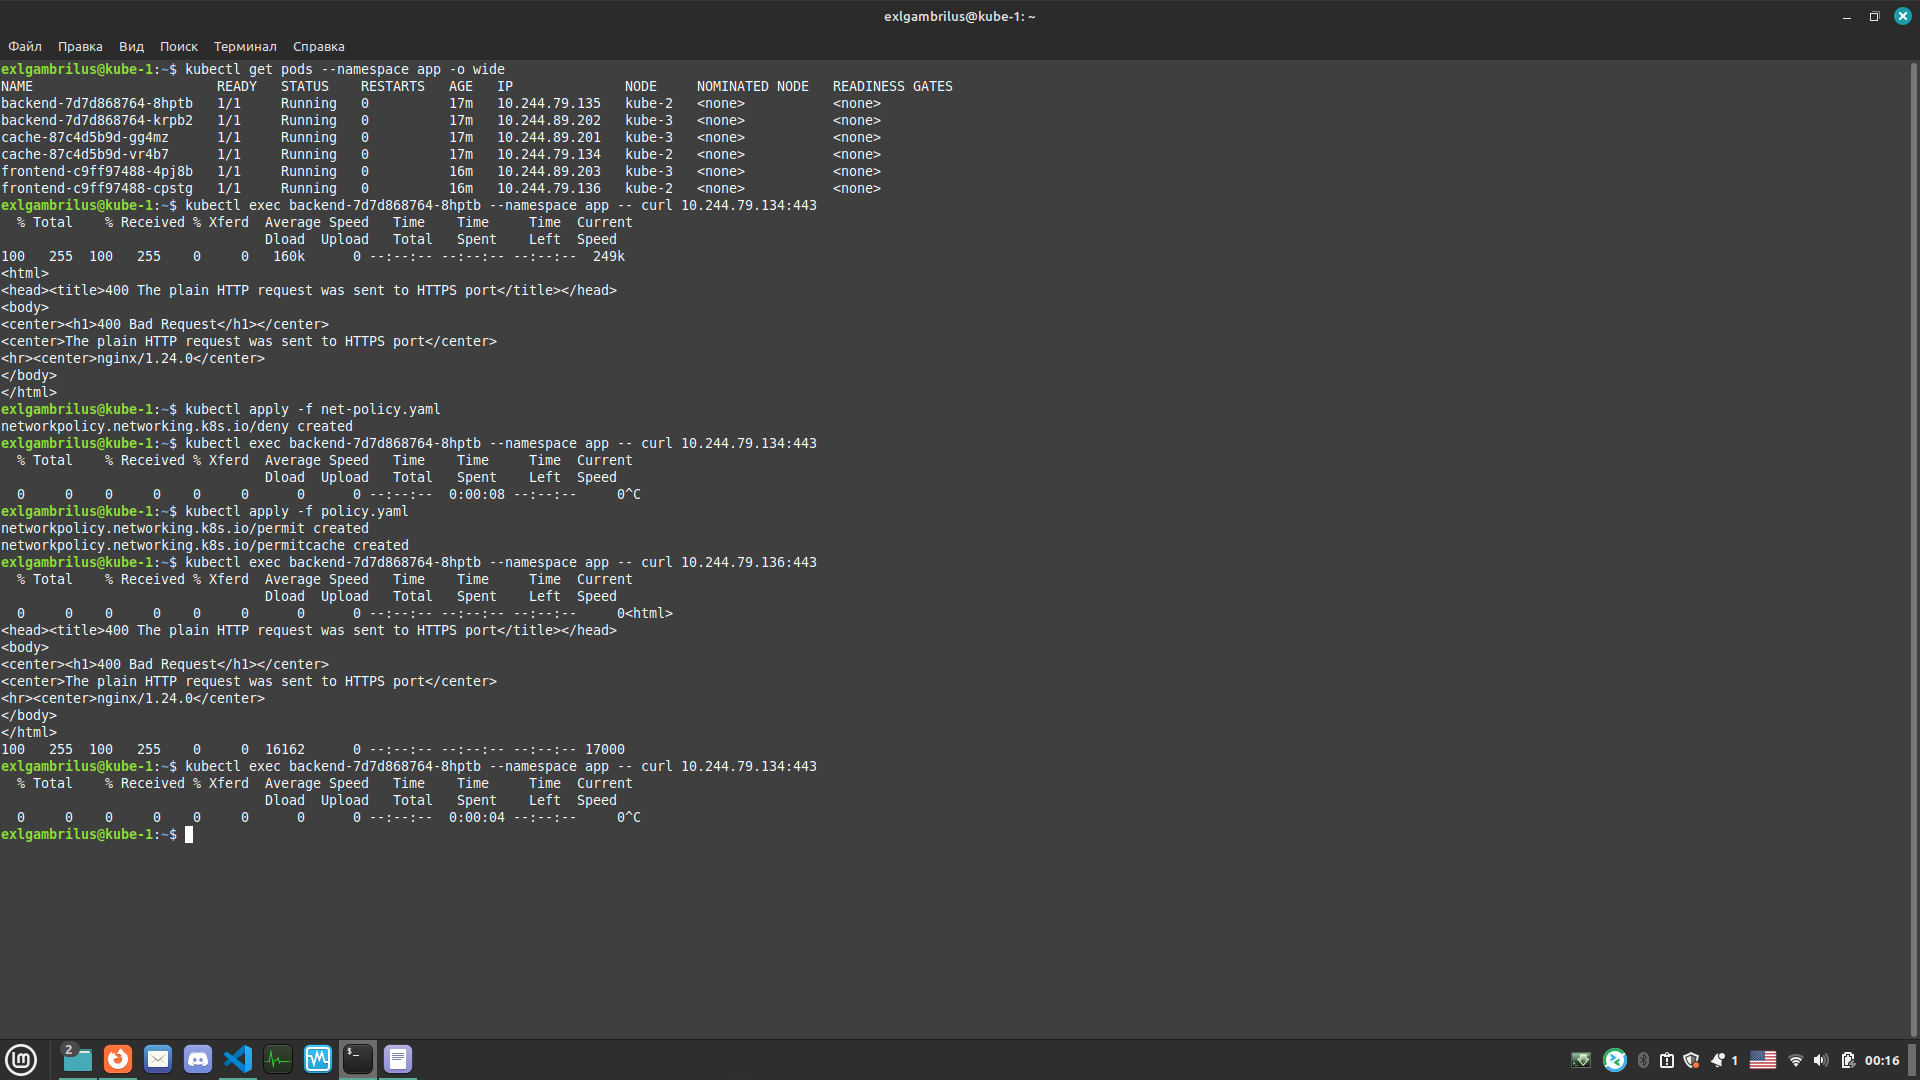 exlgambrilus@kube-1: ~
Файл Правка Вид Поиск Терминал Справка
exlgambrilus@kube-1:~$ kubectl get pods --namespace app -o wide
NAME                       READY   STATUS    RESTARTS   AGE   IP              NODE     NOMINATED NODE   READINESS GATES
backend-7d7d868764-8hptb   1/1     Running   0          17m   10.244.79.135   kube-2   <none>           <none>
backend-7d7d868764-krpb2   1/1     Running   0          17m   10.244.89.202   kube-3   <none>           <none>
cache-87c4d5b9d-gg4mz      1/1     Running   0          17m   10.244.89.201   kube-3   <none>           <none>
cache-87c4d5b9d-vr4b7      1/1     Running   0          17m   10.244.79.134   kube-2   <none>           <none>
frontend-c9ff97488-4pj8b   1/1     Running   0          16m   10.244.89.203   kube-3   <none>           <none>
frontend-c9ff97488-cpstg   1/1     Running   0          16m   10.244.79.136   kube-2   <none>           <none>
exlgambrilus@kube-1:~$ kubectl exec backend-7d7d868764-8hptb --namespace app -- curl 10.244.79.134:443
  % Total    % Received % Xferd  Average Speed   Time    Time     Time  Current
                                 Dload  Upload   Total   Spent    Left  Speed
100   255  100   255    0     0   160k      0 --:--:-- --:--:-- --:--:--  249k
<html>
<head><title>400 The plain HTTP request was sent to HTTPS port</title></head>
<body>
<center><h1>400 Bad Request</h1></center>
<center>The plain HTTP request was sent to HTTPS port</center>
<hr><center>nginx/1.24.0</center>
</body>
</html>
exlgambrilus@kube-1:~$ kubectl apply -f net-policy.yaml
networkpolicy.networking.k8s.io/deny created
exlgambrilus@kube-1:~$ kubectl exec backend-7d7d868764-8hptb --namespace app -- curl 10.244.79.134:443
  % Total    % Received % Xferd  Average Speed   Time    Time     Time  Current
                                 Dload  Upload   Total   Spent    Left  Speed
  0     0    0     0    0     0      0      0 --:--:--  0:00:08 --:--:--     0^C
exlgambrilus@kube-1:~$ kubectl apply -f policy.yaml
networkpolicy.networking.k8s.io/permit created
networkpolicy.networking.k8s.io/permitcache created
exlgambrilus@kube-1:~$ kubectl exec backend-7d7d868764-8hptb --namespace app -- curl 10.244.79.136:443
  % Total    % Received % Xferd  Average Speed   Time    Time     Time  Current
                                 Dload  Upload   Total   Spent    Left  Speed
  0     0    0     0    0     0      0      0 --:--:-- --:--:-- --:--:--     0<html>
<head><title>400 The plain HTTP request was sent to HTTPS port</title></head>
<body>
<center><h1>400 Bad Request</h1></center>
<center>The plain HTTP request was sent to HTTPS port</center>
<hr><center>nginx/1.24.0</center>
</body>
</html>
100   255  100   255    0     0  16162      0 --:--:-- --:--:-- --:--:-- 17000
exlgambrilus@kube-1:~$ kubectl exec backend-7d7d868764-8hptb --namespace app -- curl 10.244.79.134:443
  % Total    % Received % Xferd  Average Speed   Time    Time     Time  Current
                                 Dload  Upload   Total   Spent    Left  Speed
  0     0    0     0    0     0      0      0 --:--:--  0:00:04 --:--:--     0^C
exlgambrilus@kube-1:~$
2 $_ 1 00:16